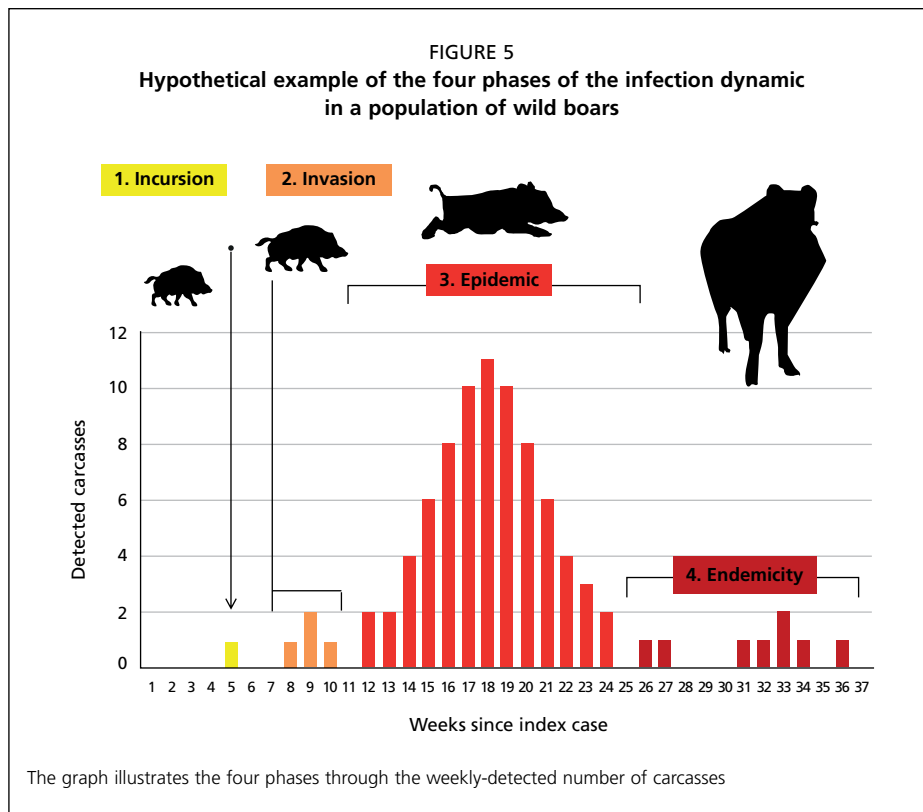 FIGURE 5
Hypothetical example of the four phases of the infection dynamic
in a population of wild boars
1. Incursion
2. Invasion
3. Epidemic
4. Endemicity
Detected carcasses
12
10
8
6
4
2
0
1 2 3 4 5 6 7 8 9 10 11 12 13 14 15 16 17 18 19 20 21 22 23 24 25 26 27 28 29 30 31 32 33 34 35 36 37
Weeks since index case
The graph illustrates the four phases through the weekly-detected number of carcasses